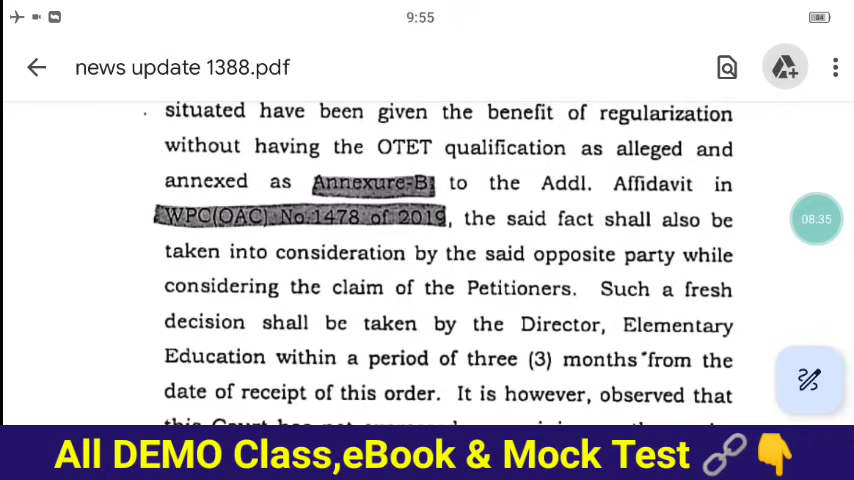 9:55
84
news update 1388.pdf
situated have been given the benefit of regularization
without having the OTET qualification as alleged and
annexed as Annexure-B; to the Addl. Affidavit in
WPC(OAC) No.1478 of 2019, the said fact shall also be
08:35
taken into consideration by the said opposite party while
considering the claim of the Petitioners. Such a fresh
decision shall be taken by the Director, Elementary
Education within a period of three (3) months from the
date of receipt of this order. It is however, observed that
All DEMO Class,eBook & Mock Test